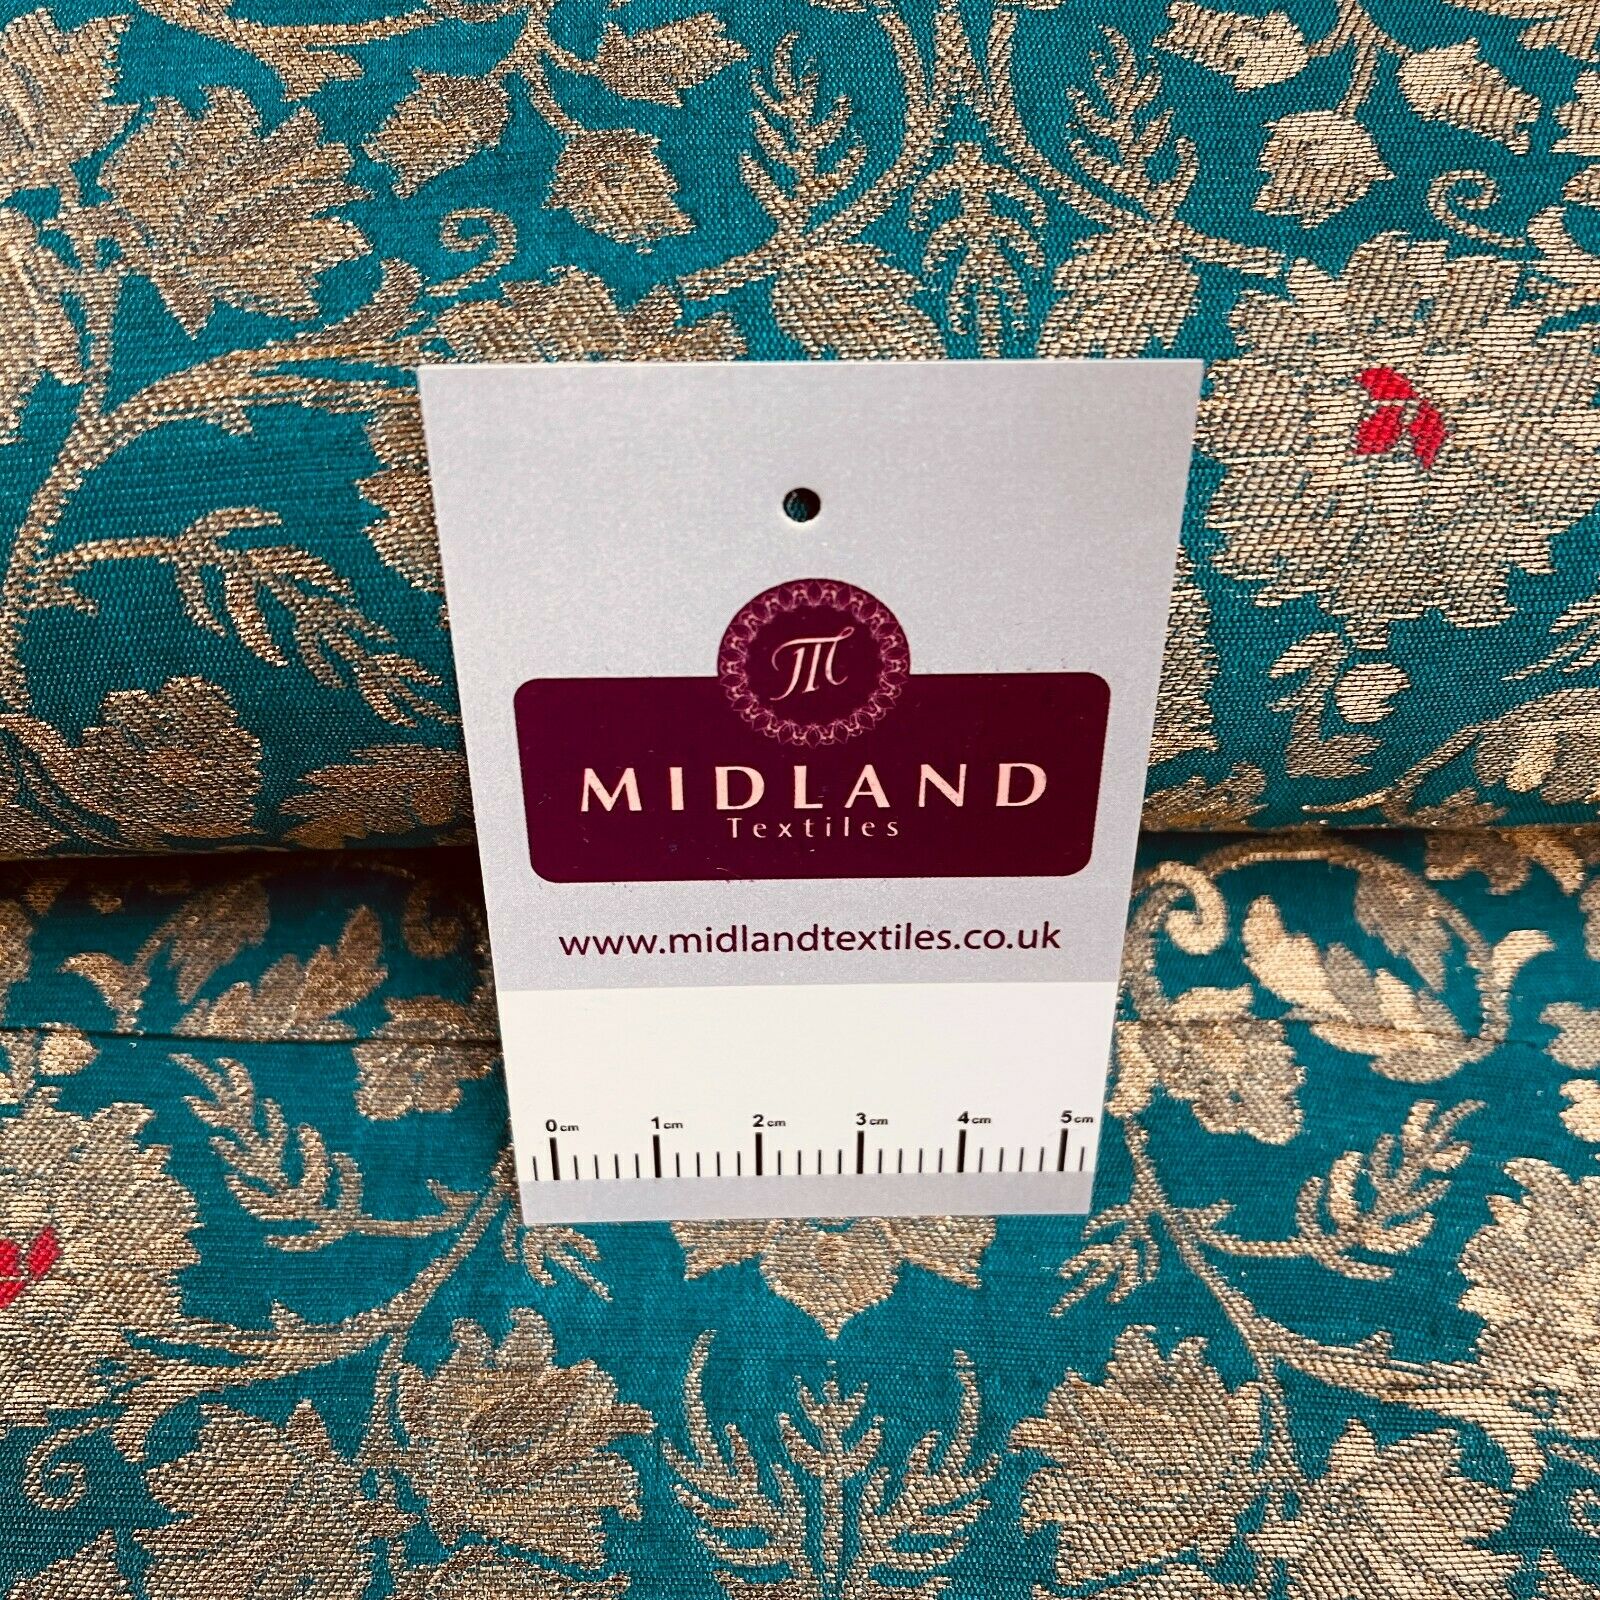 M
MIDLAND
Textiles
www.midlandtextiles.co.uk
0cm 1cm 2cm 3cm 4cm 5cm